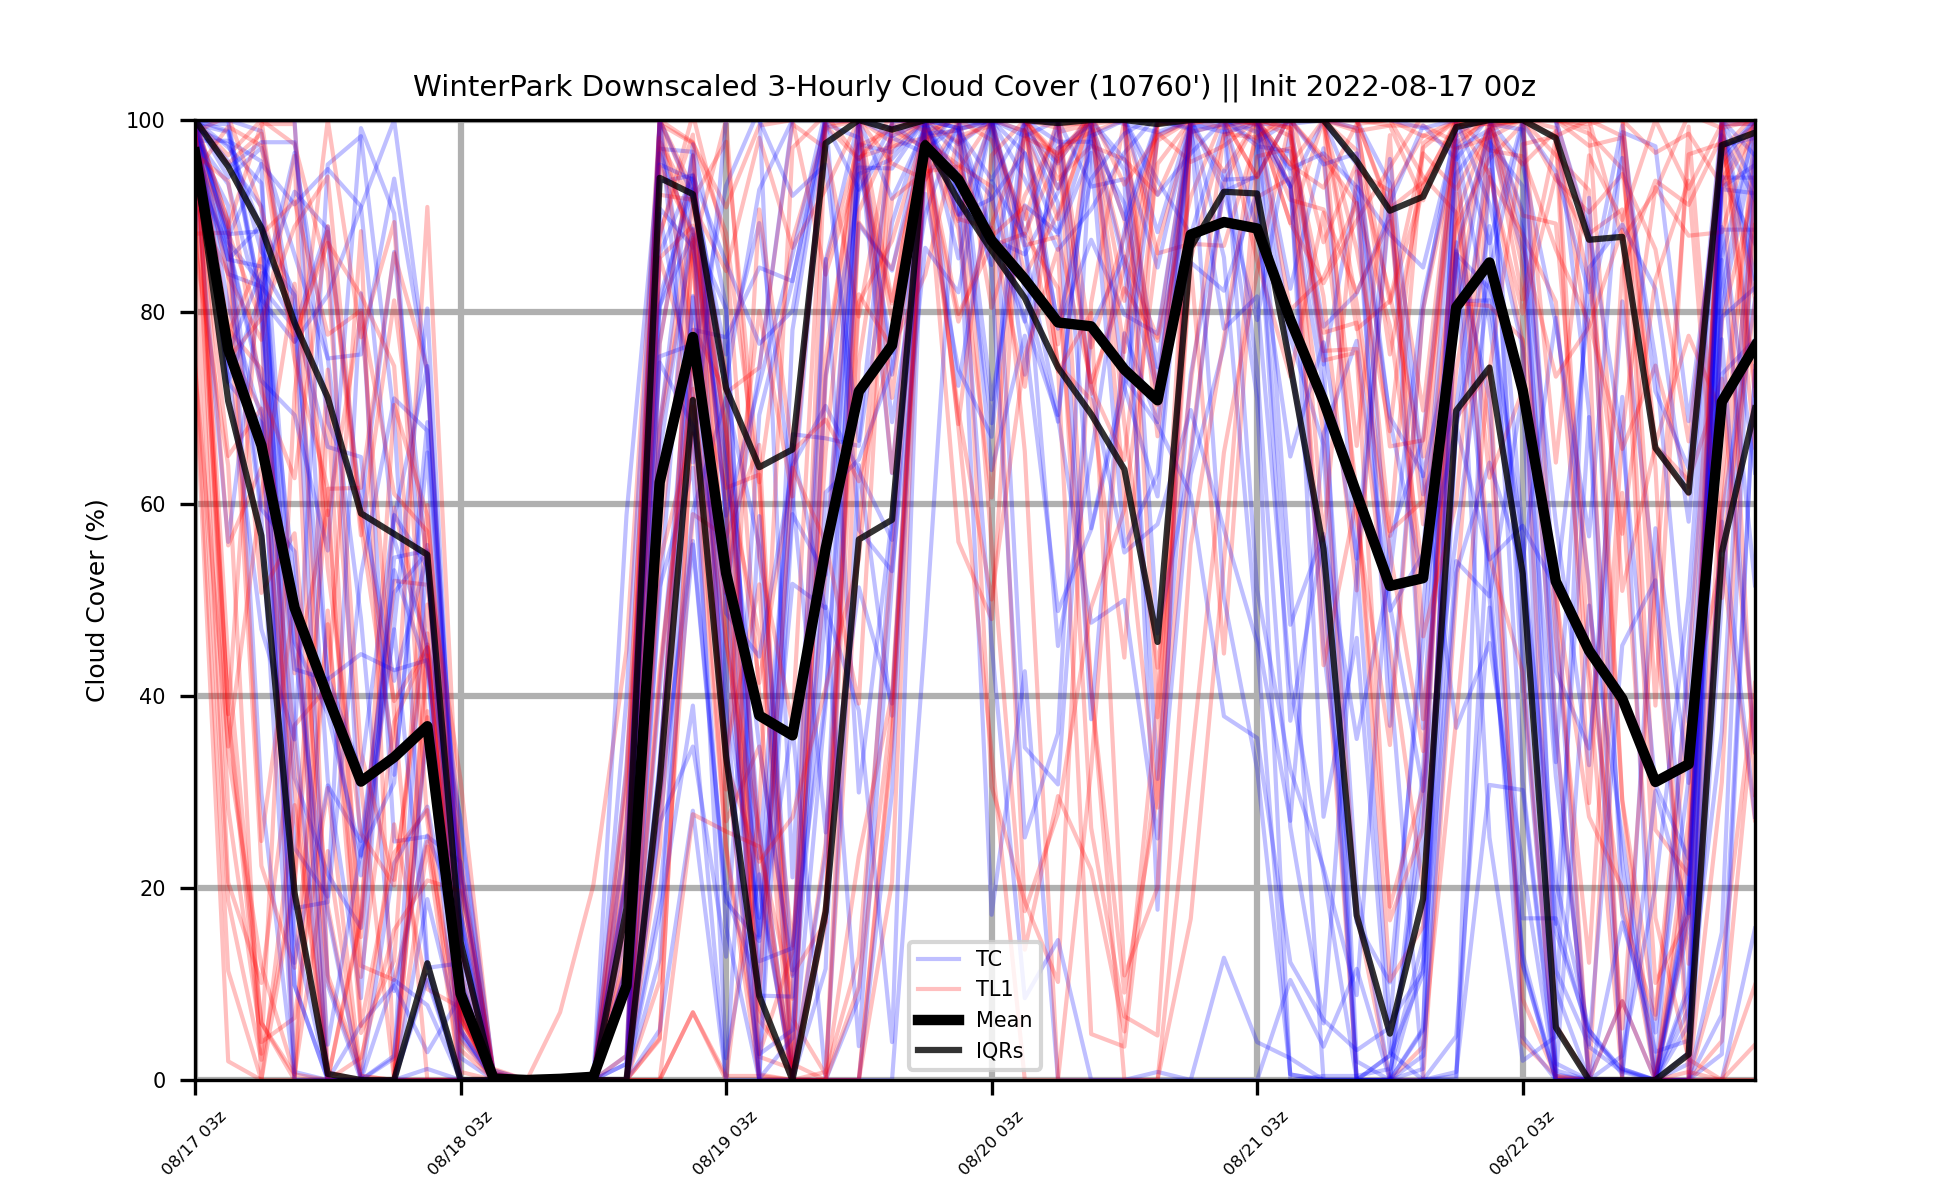 WinterPark Downscaled 3-Hourly Cloud Cover (10760') || Init 2022-08-17 00z
Cloud Cover (%)
100
80
60
40
20
0
TC
TL1
Mean
IQRs
08/17 03z
08/18 03z
08/19 03z
08/20 03z
08/21 03z
08/22 03z